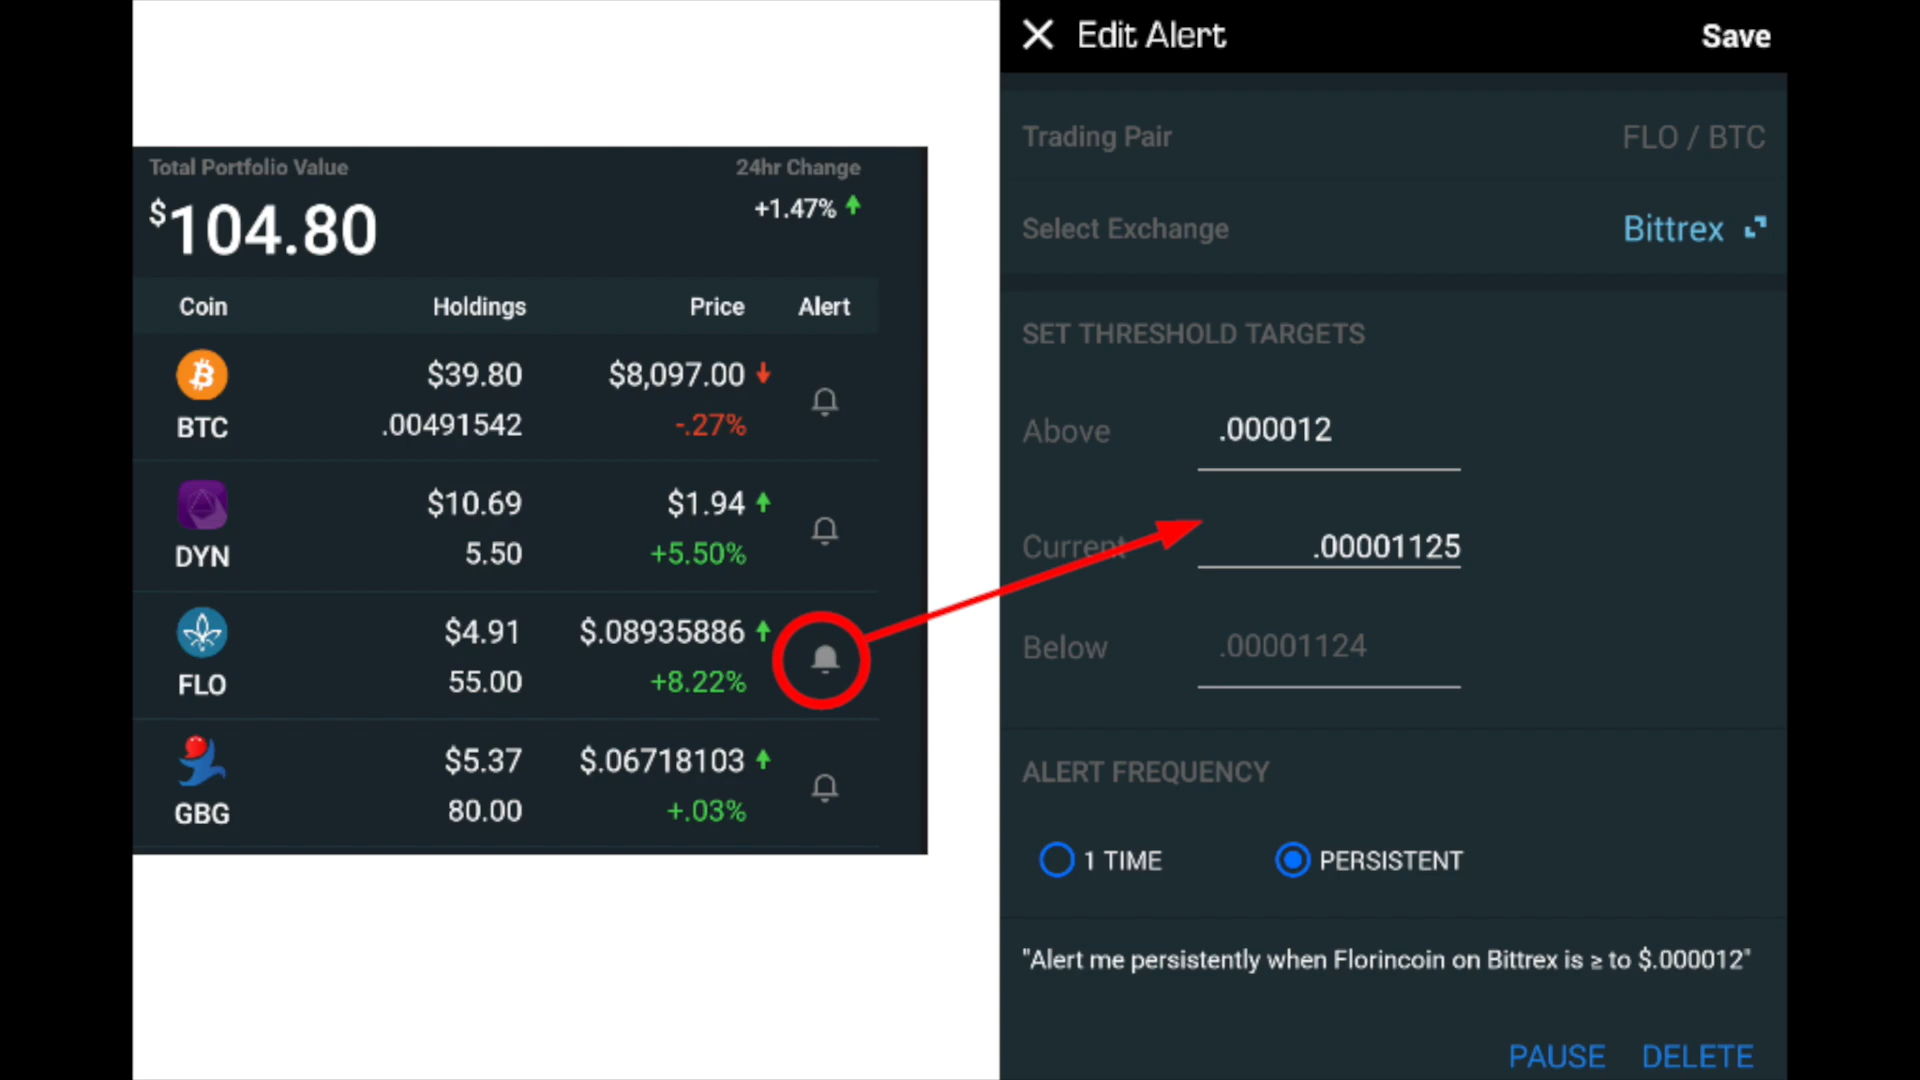 Total Portfolio Value 24hr Change
$104.80 +1.47%
Coin Holdings Price Alert
$39.80 $8,097.00
BTC .00491542 -.27%
$10.69 $1.94
DYN 5.50 +5.50%
$4.91 $.08935886
FLO 55.00 +8.22%
$5.37 $.06718103
GBG 80.00 +.03%
Edit Alert Save
Trading Pair FLO / BTC
Select Exchange Bittrex
SET THRESHOLD TARGETS
Above .000012
Current .00001125
Below .00001124
ALERT FREQUENCY
1 TIME PERSISTENT
"Alert me persistently when Florincoin on Bittrex is ≥ to $.000012"
PAUSE DELETE